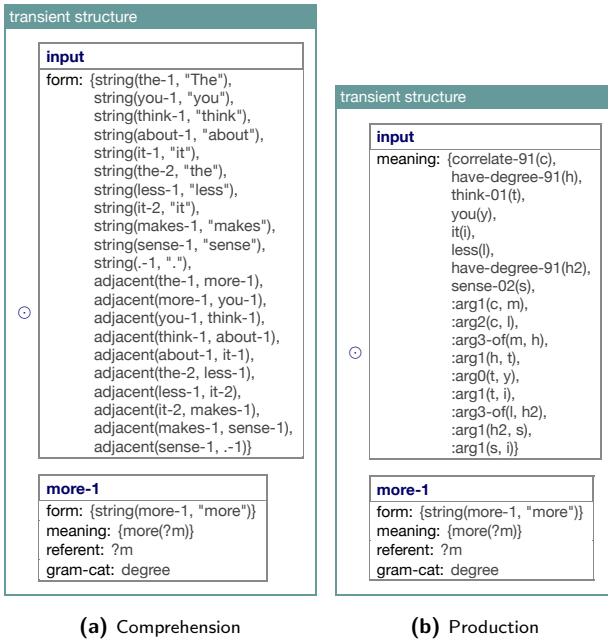 transient structure
input
form: {string(the-1, "The"),
string(you-1, "you"),
string(think-1, "think"),
string(about-1, "about"),
string(it-1, "it"),
string(the-2, "the"),
string(less-1, "less"),
string(it-2, "it"),
string(makes-1, "makes"),
string(sense-1, "sense"),
string(.-1, "."),
adjacent(the-1, more-1),
adjacent(more-1, you-1),
adjacent(you-1, think-1),
adjacent(think-1, about-1),
adjacent(about-1, it-1),
adjacent(the-2, less-1),
adjacent(less-1, it-2),
adjacent(it-2, makes-1),
adjacent(makes-1, sense-1),
adjacent(sense-1, .-1)}
more-1
form: {string(more-1, "more")}
meaning: {more(?m)}
referent: ?m
gram-cat: degree
(a) Comprehension
transient structure
input
meaning: {correlate-91(c),
have-degree-91(h),
think-01(t),
you(y),
it(i),
less(l),
have-degree-91(h2),
sense-02(s),
:arg1(c, m),
:arg2(c, l),
:arg3-of(m, h),
:arg1(h, t),
:arg0(t, y),
:arg1(t, i),
:arg3-of(l, h2),
:arg1(h2, s),
:arg1(s, i)}
more-1
form: {string(more-1, "more")}
meaning: {more(?m)}
referent: ?m
gram-cat: degree
(b) Production